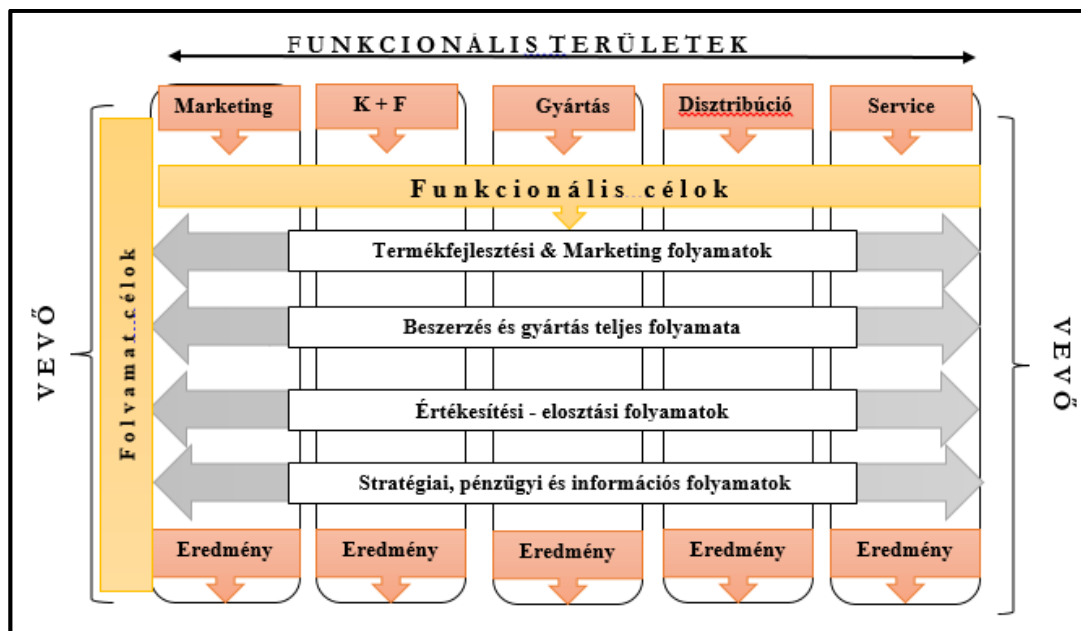 FUNKCIONÁLIS TERÜLETEK
Marketing
K + F
Gyártás
Disztribúció
Service
Funkcionális célok
Termékfejlesztési & Marketing folyamatok
Beszerzés és gyártás teljes folyamata
Értékesítési - elosztási folyamatok
Stratégiai, pénzügyi és információs folyamatok
Folyamat célok
VEVŐ
VEVŐ
Eredmény
Eredmény
Eredmény
Eredmény
Eredmény